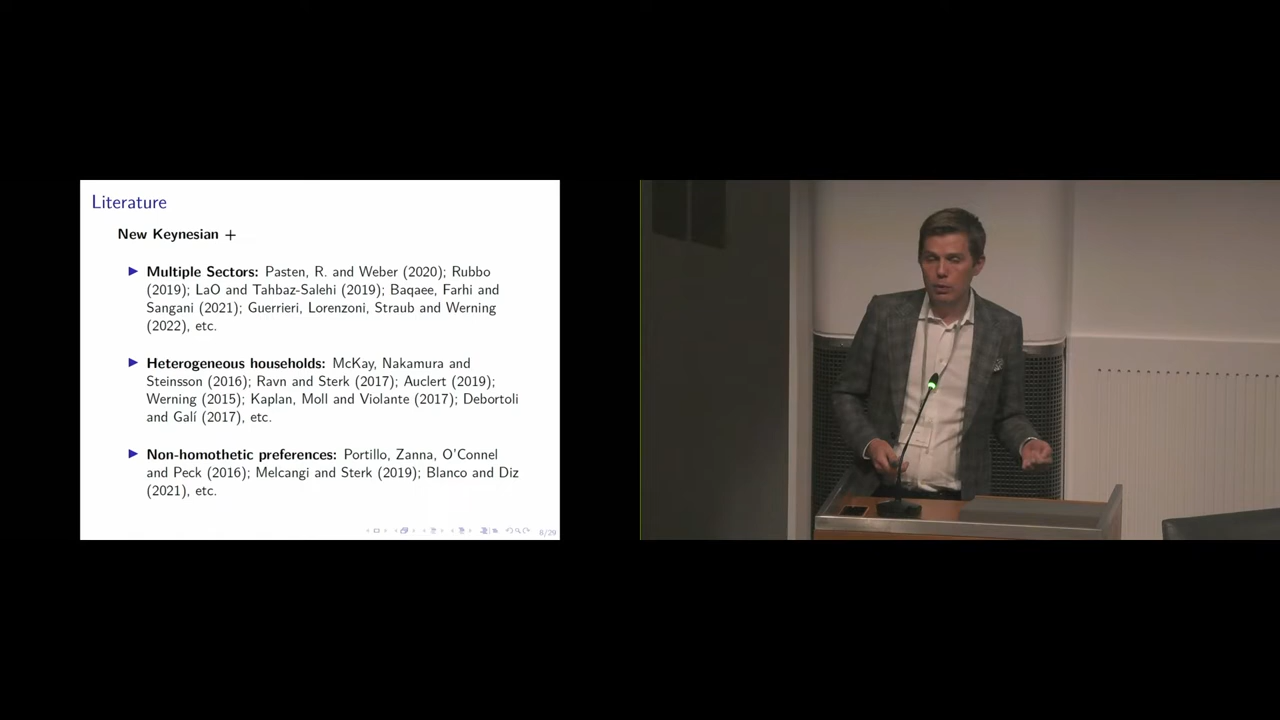 Literature
New Keynesian +
Multiple Sectors: Pasten, R. and Weber (2020); Rubbo
(2019); LaO and Tahbaz-Salehi (2019); Baqaee, Farhi and
Sangani (2021); Guerrieri, Lorenzoni, Straub and Werning
(2022), etc.
Heterogeneous households: McKay, Nakamura and
Steinsson (2016); Ravn and Sterk (2017); Auclert (2019);
Werning (2015); Kaplan, Moll and Violante (2017); Debortoli
and Galí (2017), etc.
Non-homothetic preferences: Portillo, Zanna, O'Connel
and Peck (2016); Melcangi and Sterk (2019); Blanco and Diz
(2021), etc.
8/29